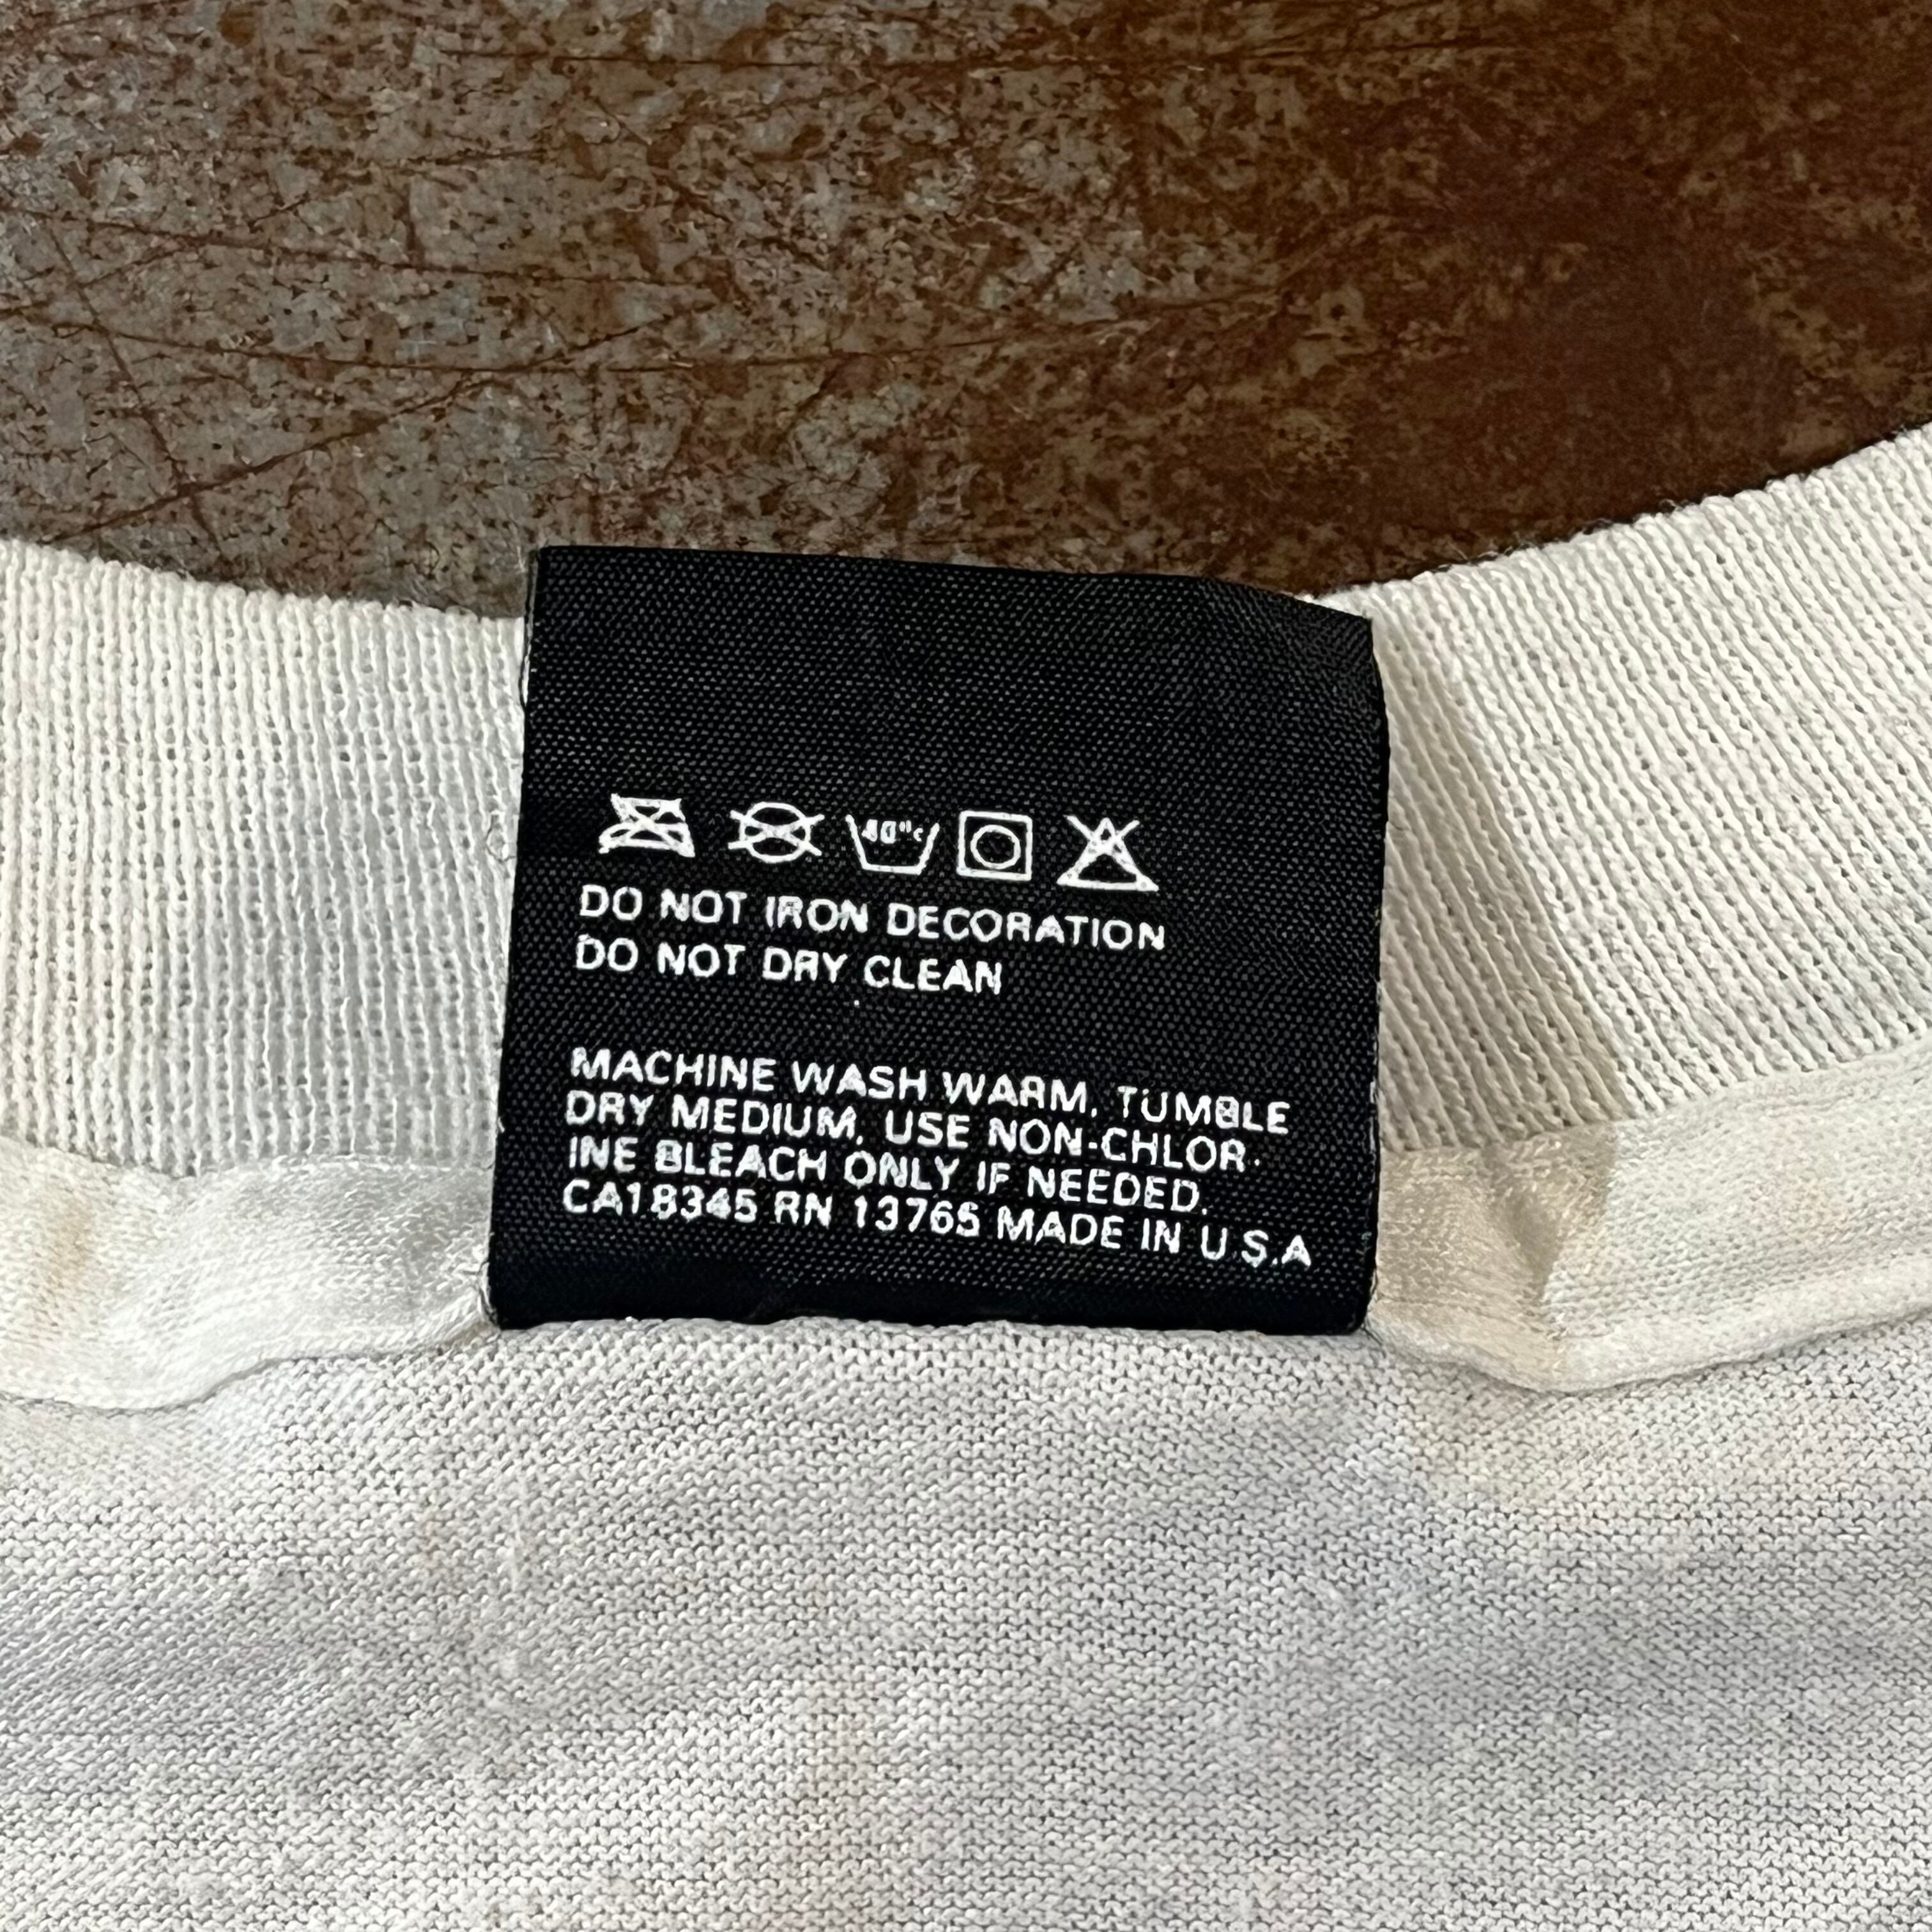 40°c
DO NOT IRON DECORATION
DO NOT DRY CLEAN
MACHINE WASH WARM, TUMBLE
DRY MEDIUM. USE NON-CHLOR-
INE BLEACH ONLY IF NEEDED.
CA18345 RN 13765 MADE IN U.S.A